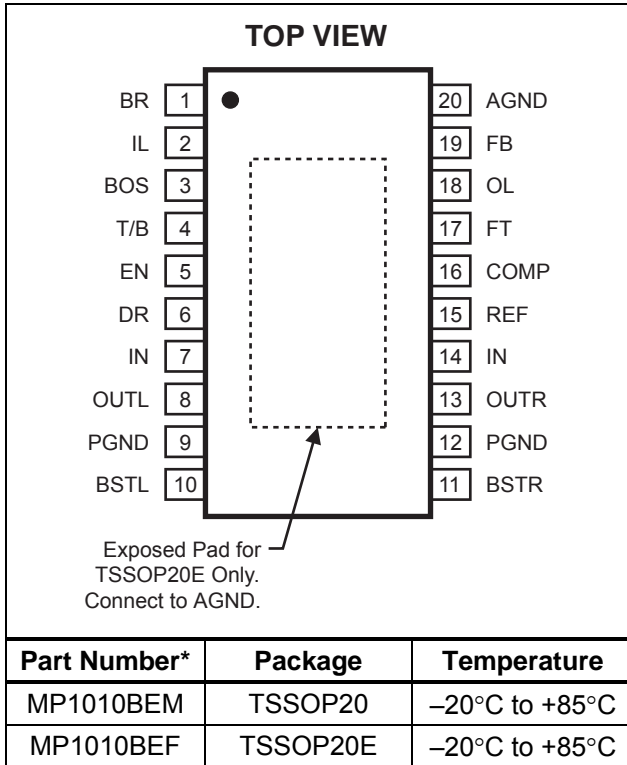 TOP VIEW
BR 1 20 AGND
IL 2 19 FB
BOS 3 18 OL
T/B 4 17 FT
EN 5 16 COMP
DR 6 15 REF
IN 7 14 IN
OUTL 8 13 OUTR
PGND 9 12 PGND
BSTL 10 11 BSTR
Exposed Pad for
TSSOP20E Only.
Connect to AGND.
Part Number* Package Temperature
MP1010BEM TSSOP20 –20°C to +85°C
MP1010BEF TSSOP20E –20°C to +85°C